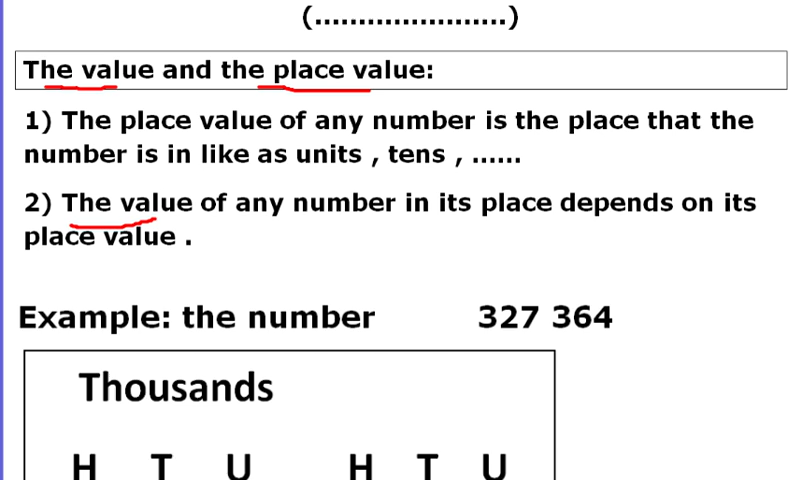 (......................)
The value and the place value:
1) The place value of any number is the place that the
number is in like as units , tens , ......
2) The value of any number in its place depends on its
place value .
Example: the number 327 364
Thousands
H T U H T U